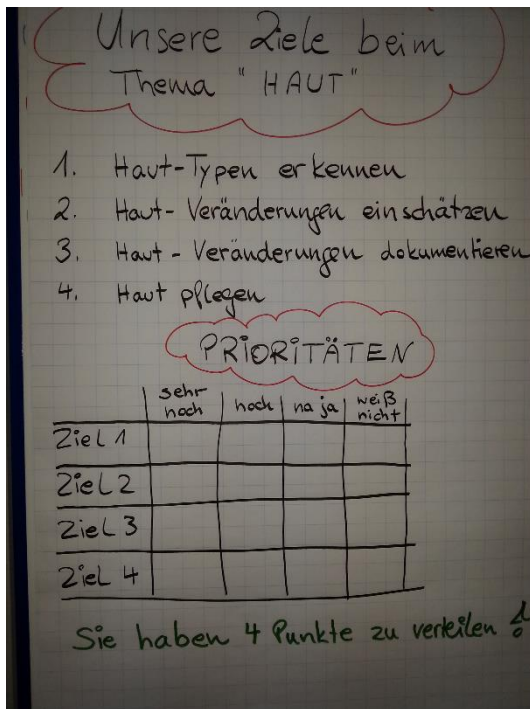 Unsere Ziele beim
Thema "HAUT"
1. Haut-Typen erkennen
2. Haut-Veränderungen einschätzen
3. Haut-Veränderungen dokumentieren
4. Haut pflegen
PRIORITÄTEN
sehr hoch | hoch | na ja | weiß nicht
Ziel 1
Ziel 2
Ziel 3
Ziel 4
Sie haben 4 Punkte zu verteilen !